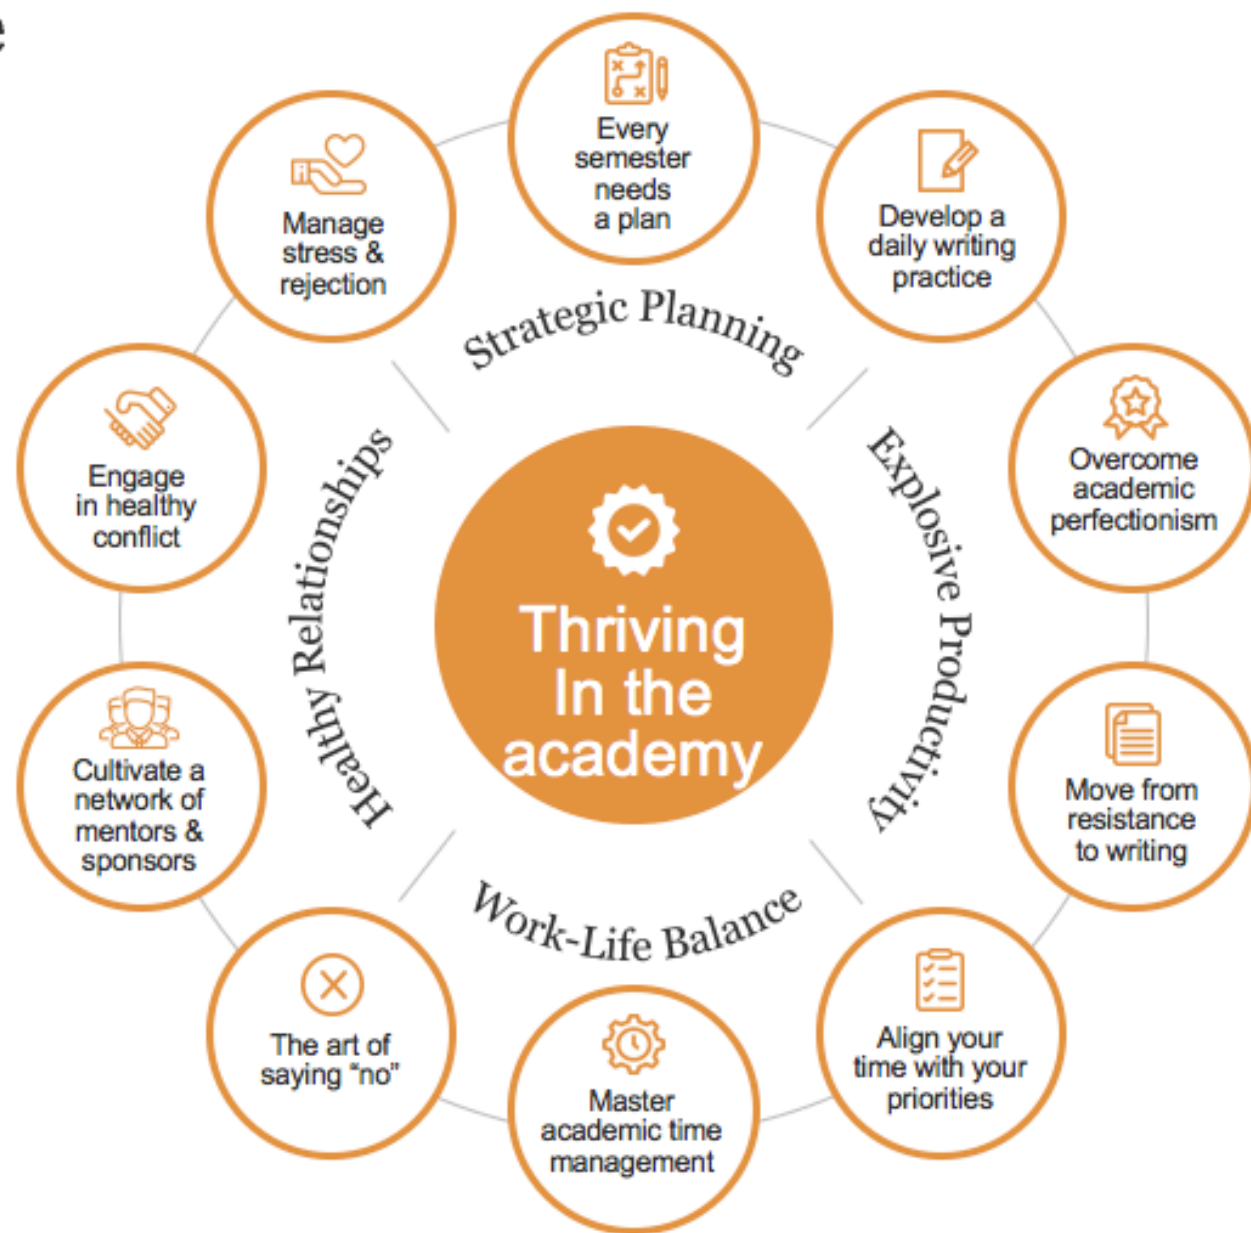 e
Every
semester
needs
a plan
Develop a
daily writing
practice
Overcome
academic
perfectionism
Move from
resistance
to writing
Align your
time with your
priorities
Master
academic time
management
The art of
saying “no”
Cultivate a
network of
mentors &
sponsors
Engage
in healthy
conflict
Manage
stress &
rejection
Strategic Planning
Explosive Productivity
Work-Life Balance
Healthy Relationships
Thriving
In the
academy